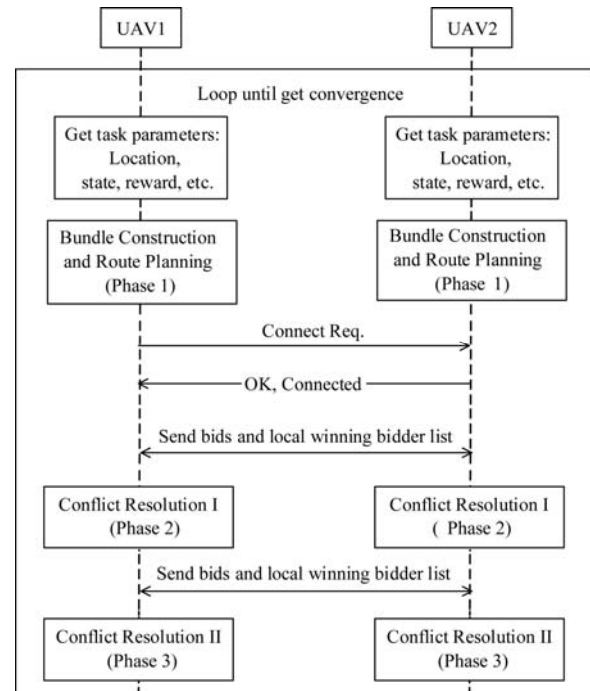 UAV1
UAV2
Loop until get convergence
Get task parameters:
Location,
state, reward, etc.
Get task parameters:
Location,
state, reward, etc.
Bundle Construction
and Route Planning
(Phase 1)
Bundle Construction
and Route Planning
(Phase 1)
Connect Req.
OK, Connected
Send bids and local winning bidder list
Conflict Resolution I
(Phase 2)
Conflict Resolution I
( Phase 2)
Send bids and local winning bidder list
Conflict Resolution II
(Phase 3)
Conflict Resolution II
(Phase 3)